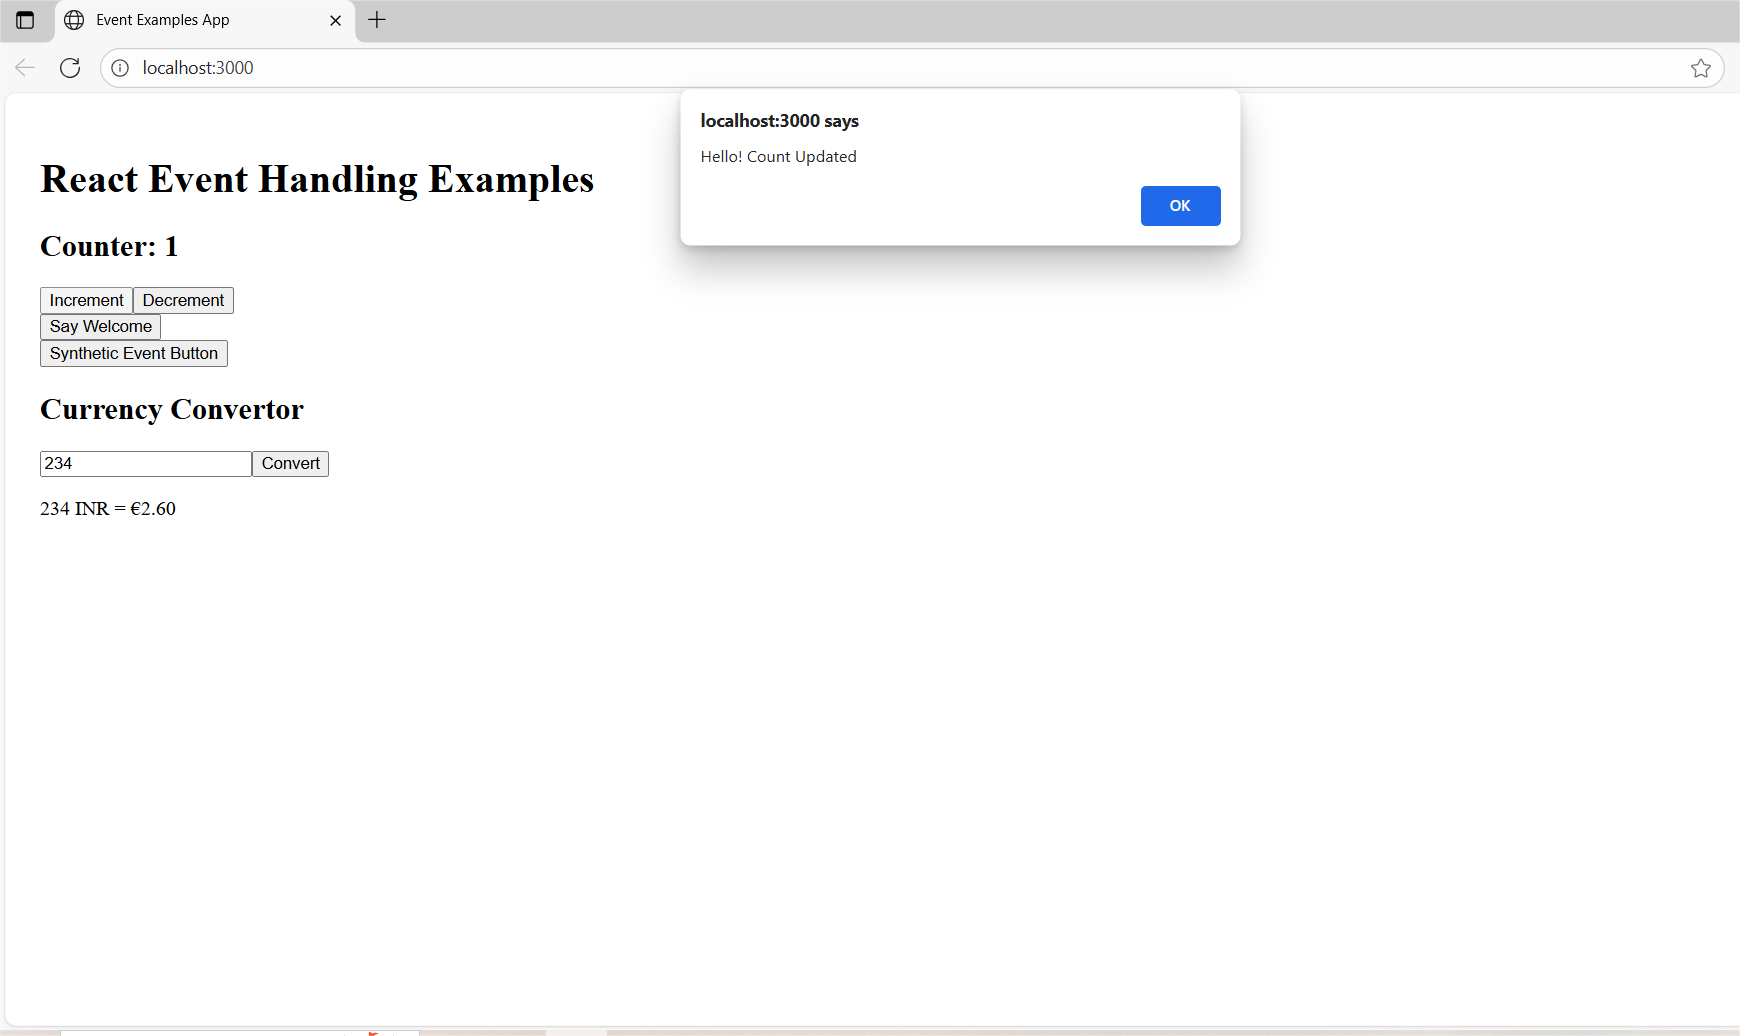 Event Examples App
localhost:3000
localhost:3000 says
Hello! Count Updated
OK
React Event Handling Examples
Counter: 1
Increment Decrement
Say Welcome
Synthetic Event Button
Currency Convertor
234 Convert
234 INR = €2.60